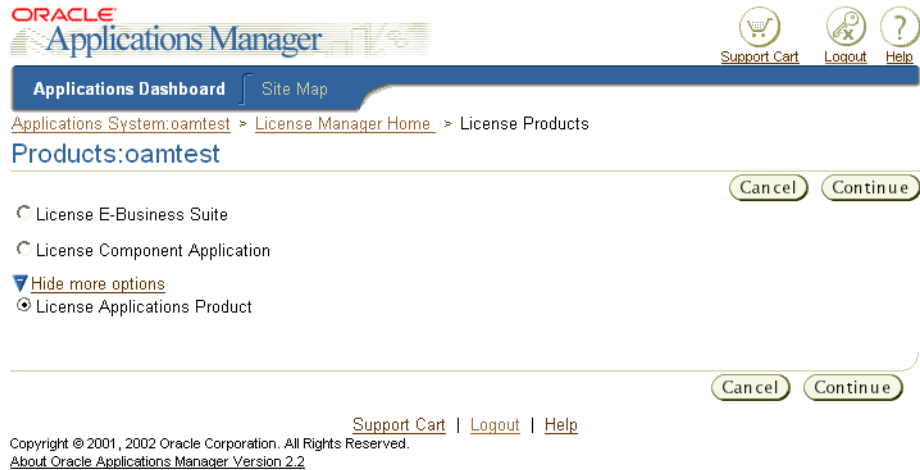 ORACLE
Applications Manager
Support Cart Logout Help
Applications Dashboard Site Map
Applications System:oamtest > License Manager Home > License Products
Products:oamtest
Cancel Continue
License E-Business Suite
License Component Application
Hide more options
License Applications Product
Cancel Continue
Support Cart | Logout | Help
Copyright © 2001, 2002 Oracle Corporation. All Rights Reserved.
About Oracle Applications Manager Version 2.2